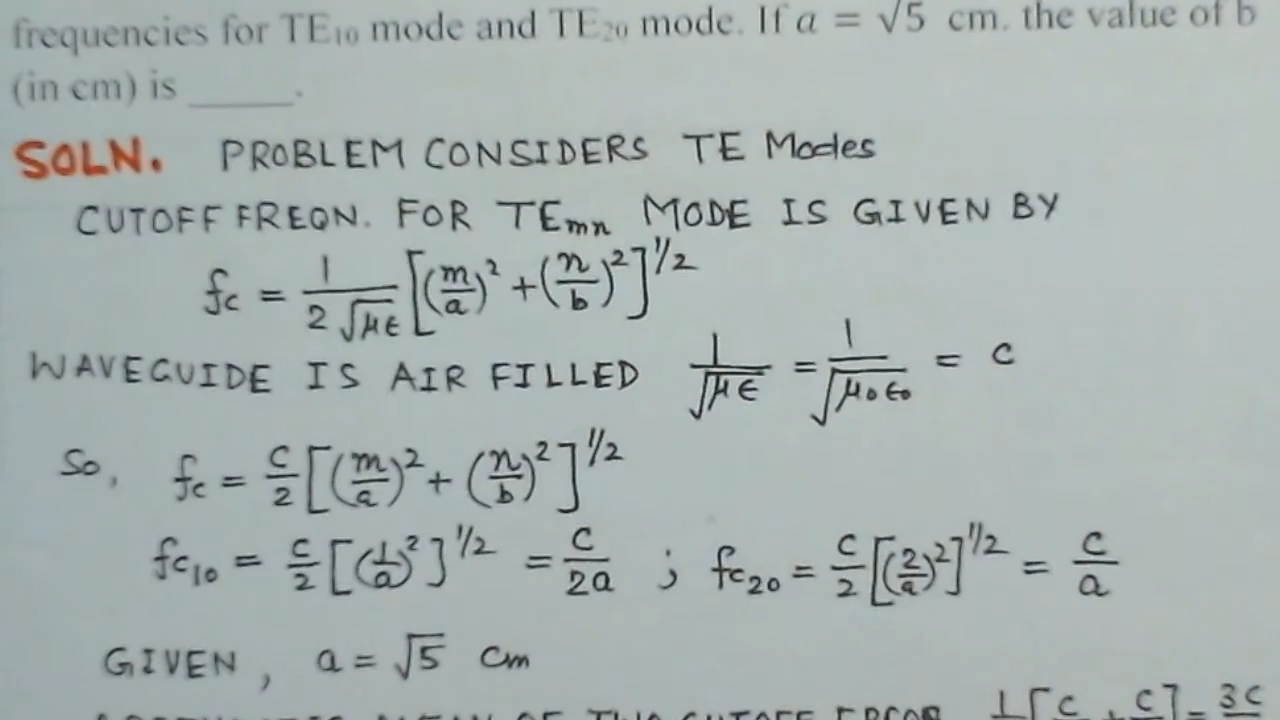 frequencies for TE₁₀ mode and TE₂₀ mode. If a = √5 cm. the value of b
(in cm) is _____.
SOLN. PROBLEM CONSIDERS TE Modes
CUTOFF FREQN. FOR TEmn MODE IS GIVEN BY
fc = 1/(2√με) [(m/a)² + (n/b)²]^1/2
WAVEGUIDE IS AIR FILLED 1/√με = 1/√μ₀ε₀ = c
So, fc = c/2 [(m/a)² + (n/b)²]^1/2
fc₁₀ = c/2 [(1/a)²]^1/2 = c/2a ; fc₂₀ = c/2 [(2/a)²]^1/2 = c/a
GIVEN, a = √5 cm